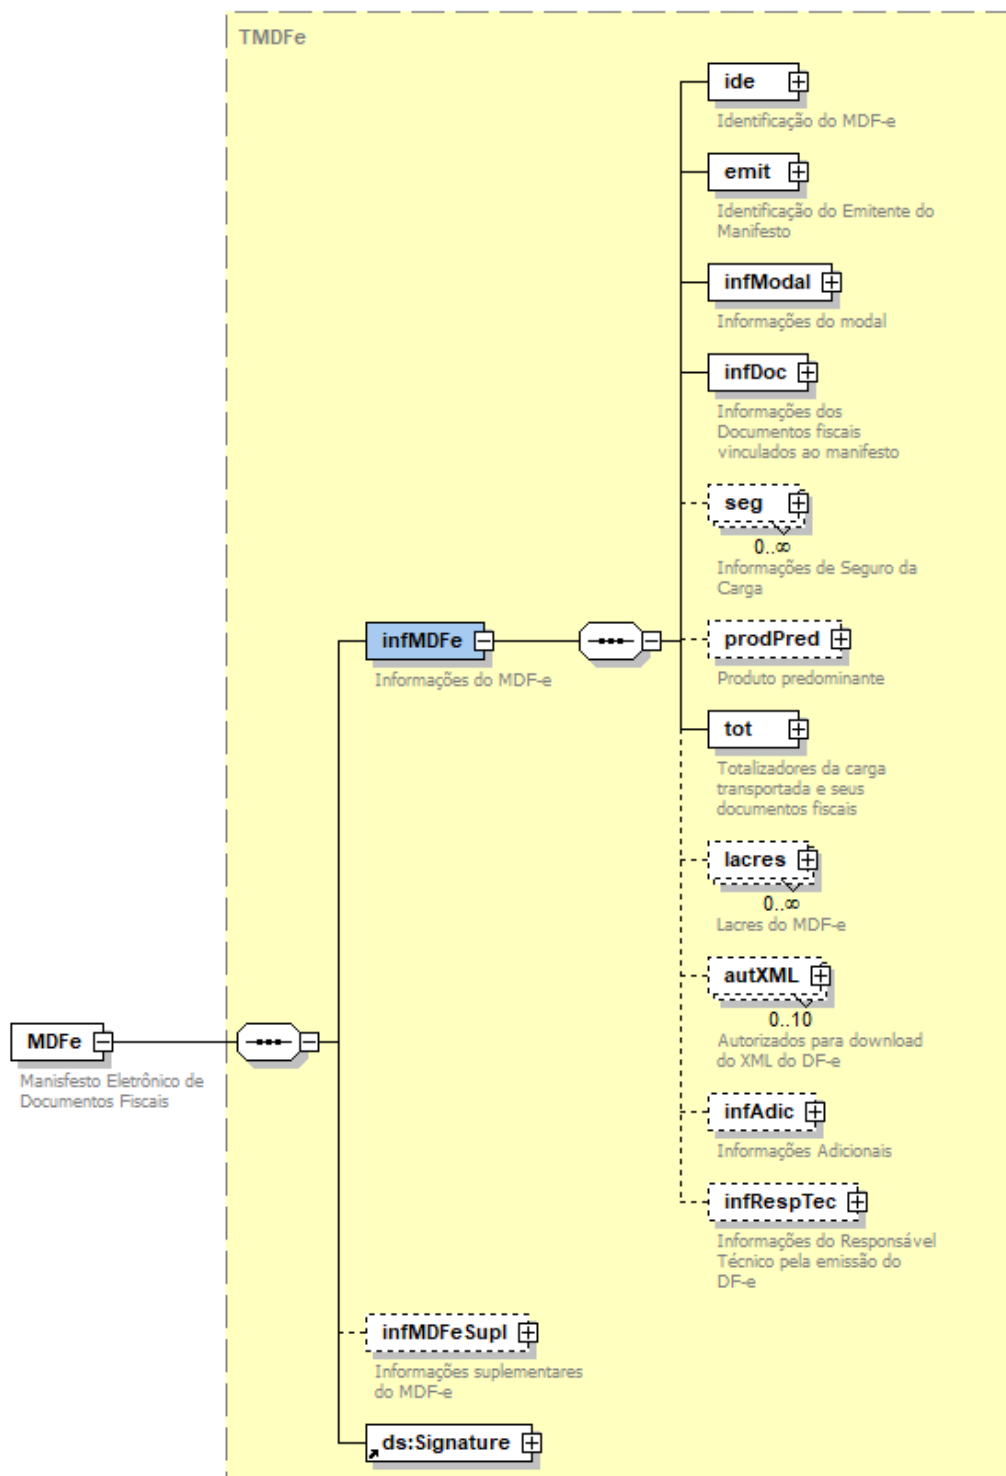 TMDFe
ide
Identificação do MDF-e
emit
Identificação do Emitente do
Manifesto
infModal
Informações do modal
infDoc
Informações dos
Documentos fiscais
vinculados ao manifesto
seg
0..∞
Informações de Seguro da
Carga
infMDFe
Informações do MDF-e
prodPred
Produto predominante
tot
Totalizadores da carga
transportada e seus
documentos fiscais
lacres
0..∞
Lacres do MDF-e
autXML
0..10
Autorizados para download
do XML do DF-e
MDFe
Manisfesto Eletrônico de
Documentos Fiscais
infAdic
Informações Adicionais
infRespTec
Informações do Responsável
Técnico pela emissão do
DF-e
infMDFeSupl
Informações suplementares
do MDF-e
ds:Signature